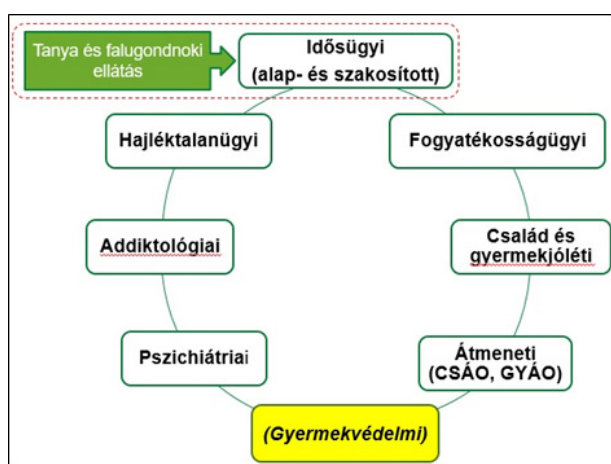 Tanya és falugondnoki
ellátás
Idősügyi
(alap- és szakosított)
Hajléktalanügyi
Fogyatékosságügyi
Addiktológiai
Család és
gyermekjóléti
Pszichiátriai
Átmeneti
(CSÁO, GYÁO)
(Gyermekvédelmi)